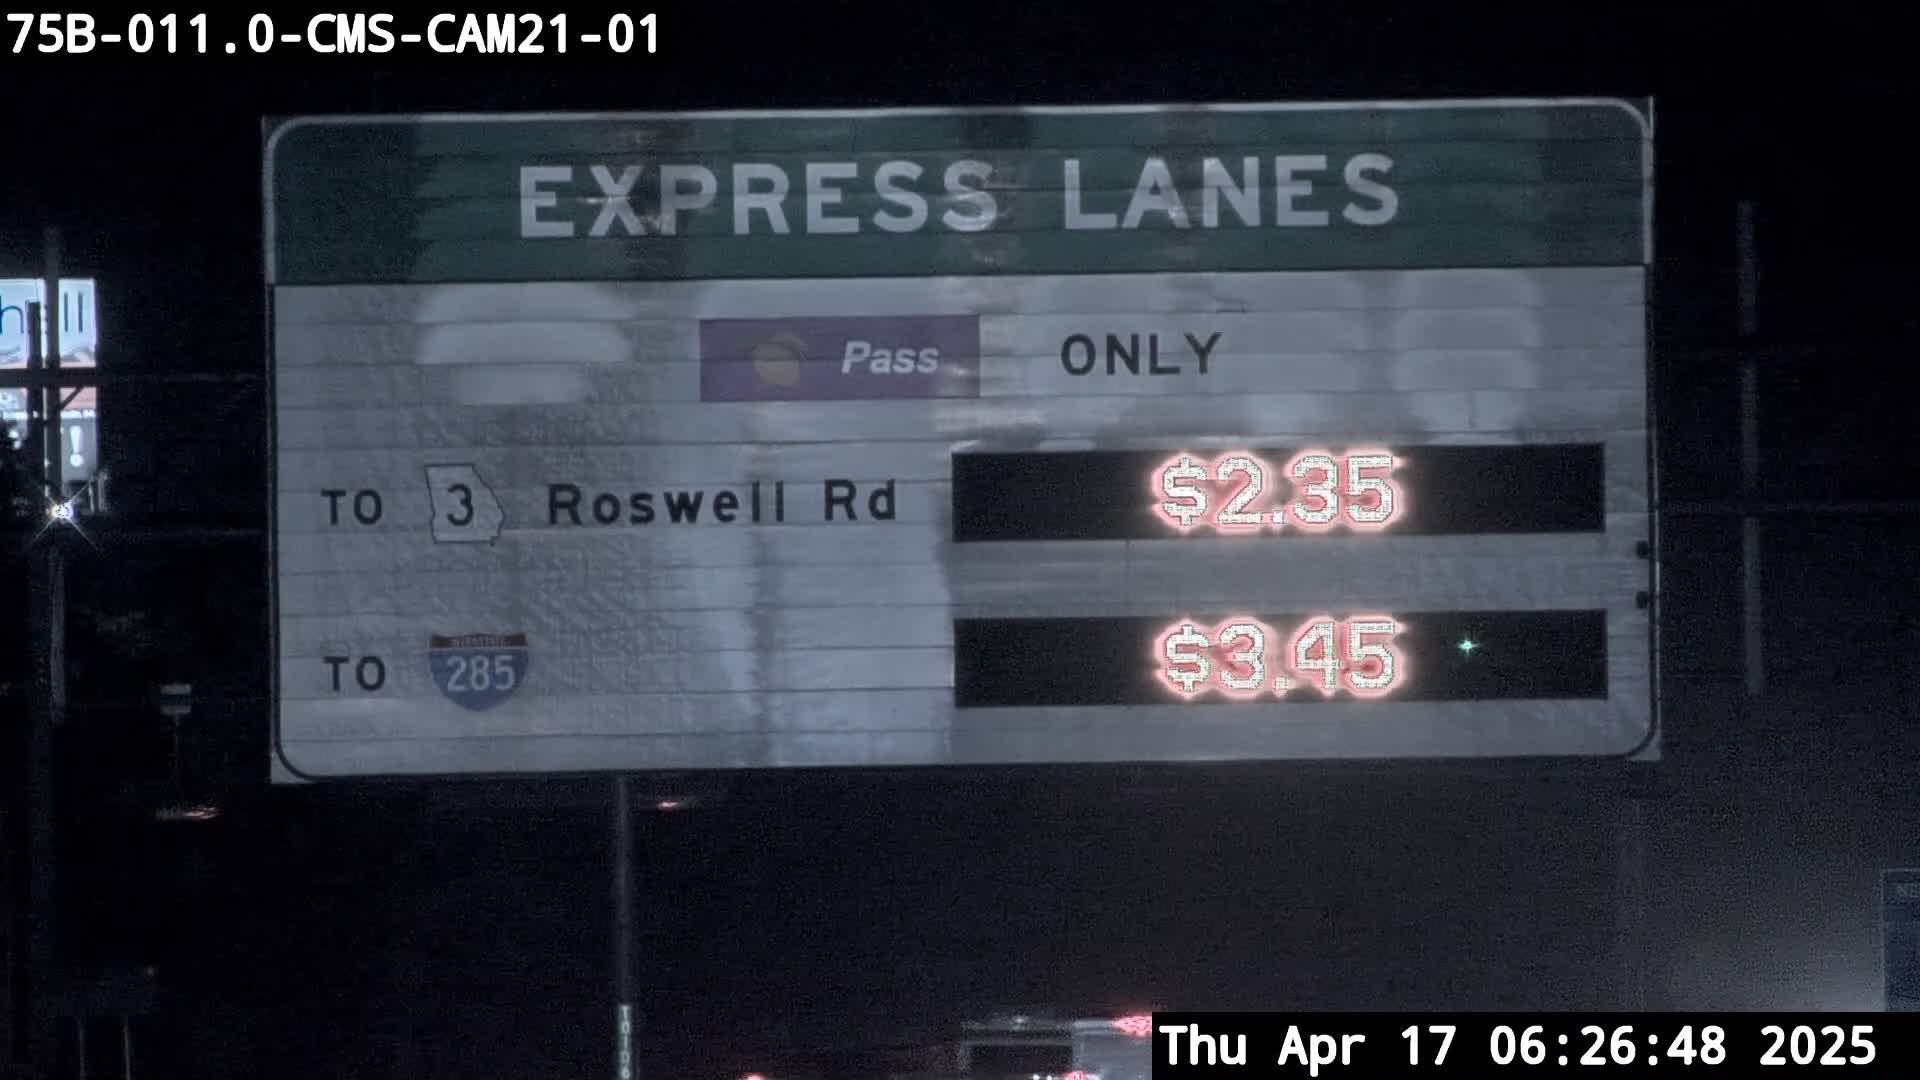 75B-011.0-CMS-CAM21-01
EXPRESS LANES
Pass ONLY
TO 3 Roswell Rd $2.35
TO INTERSTATE 285 $3.45
Thu Apr 17 06:26:48 2025